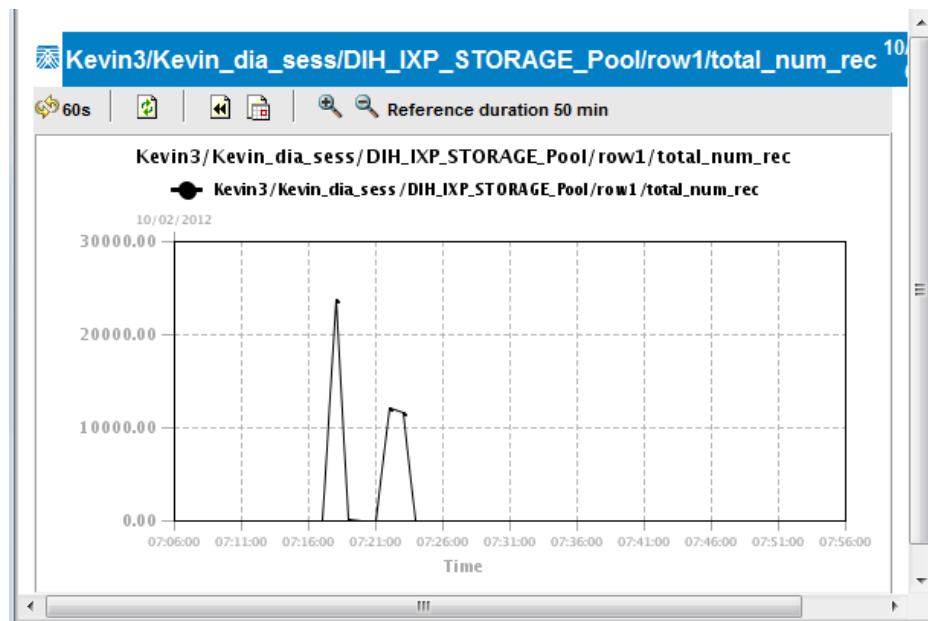 Kevin3/Kevin_dia_sess/DIH_IXP_STORAGE_Pool/row1/total_num_rec 10/
60s Reference duration 50 min
Kevin3/Kevin_dia_sess/DIH_IXP_STORAGE_Pool/row1/total_num_rec
Kevin3/Kevin_dia_sess/DIH_IXP_STORAGE_Pool/row1/total_num_rec
10/02/2012
30000.00
20000.00
10000.00
0.00
07:06:00 07:11:00 07:16:00 07:21:00 07:26:00 07:31:00 07:36:00 07:41:00 07:46:00 07:51:00 07:56:00
Time